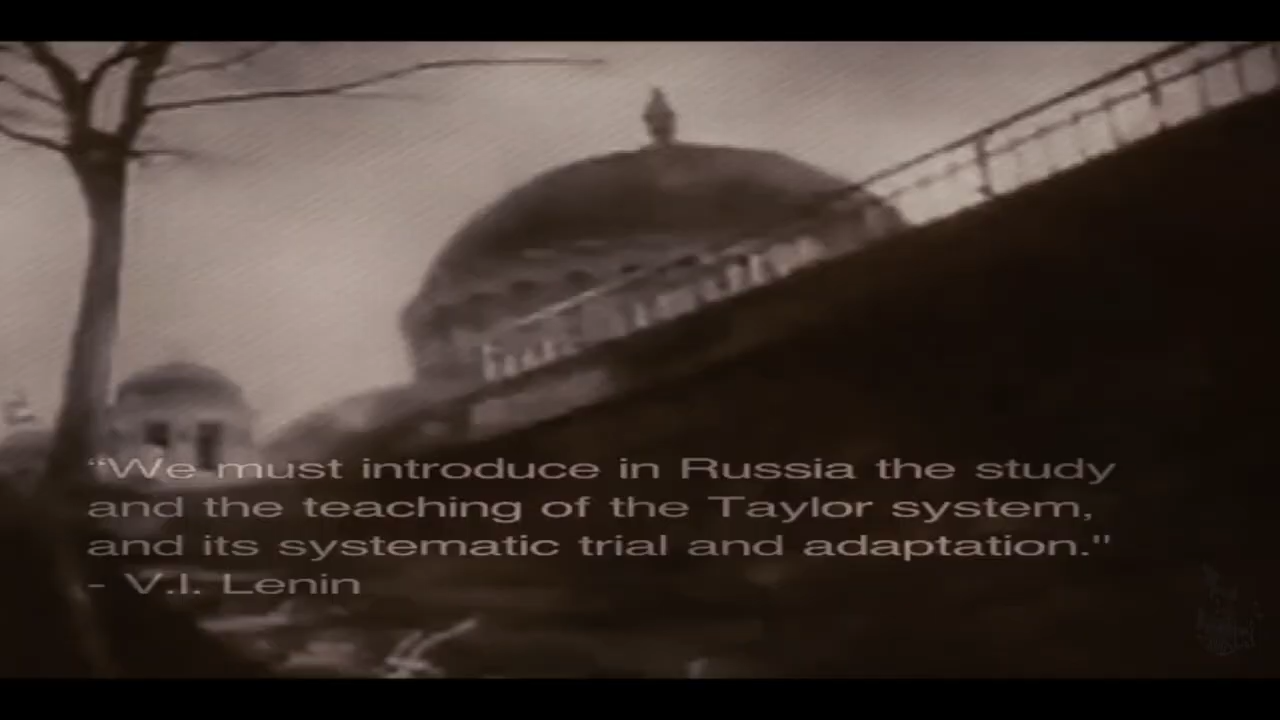 “We must introduce in Russia the study
and the teaching of the Taylor system,
and its systematic trial and adaptation."
- V.I. Lenin